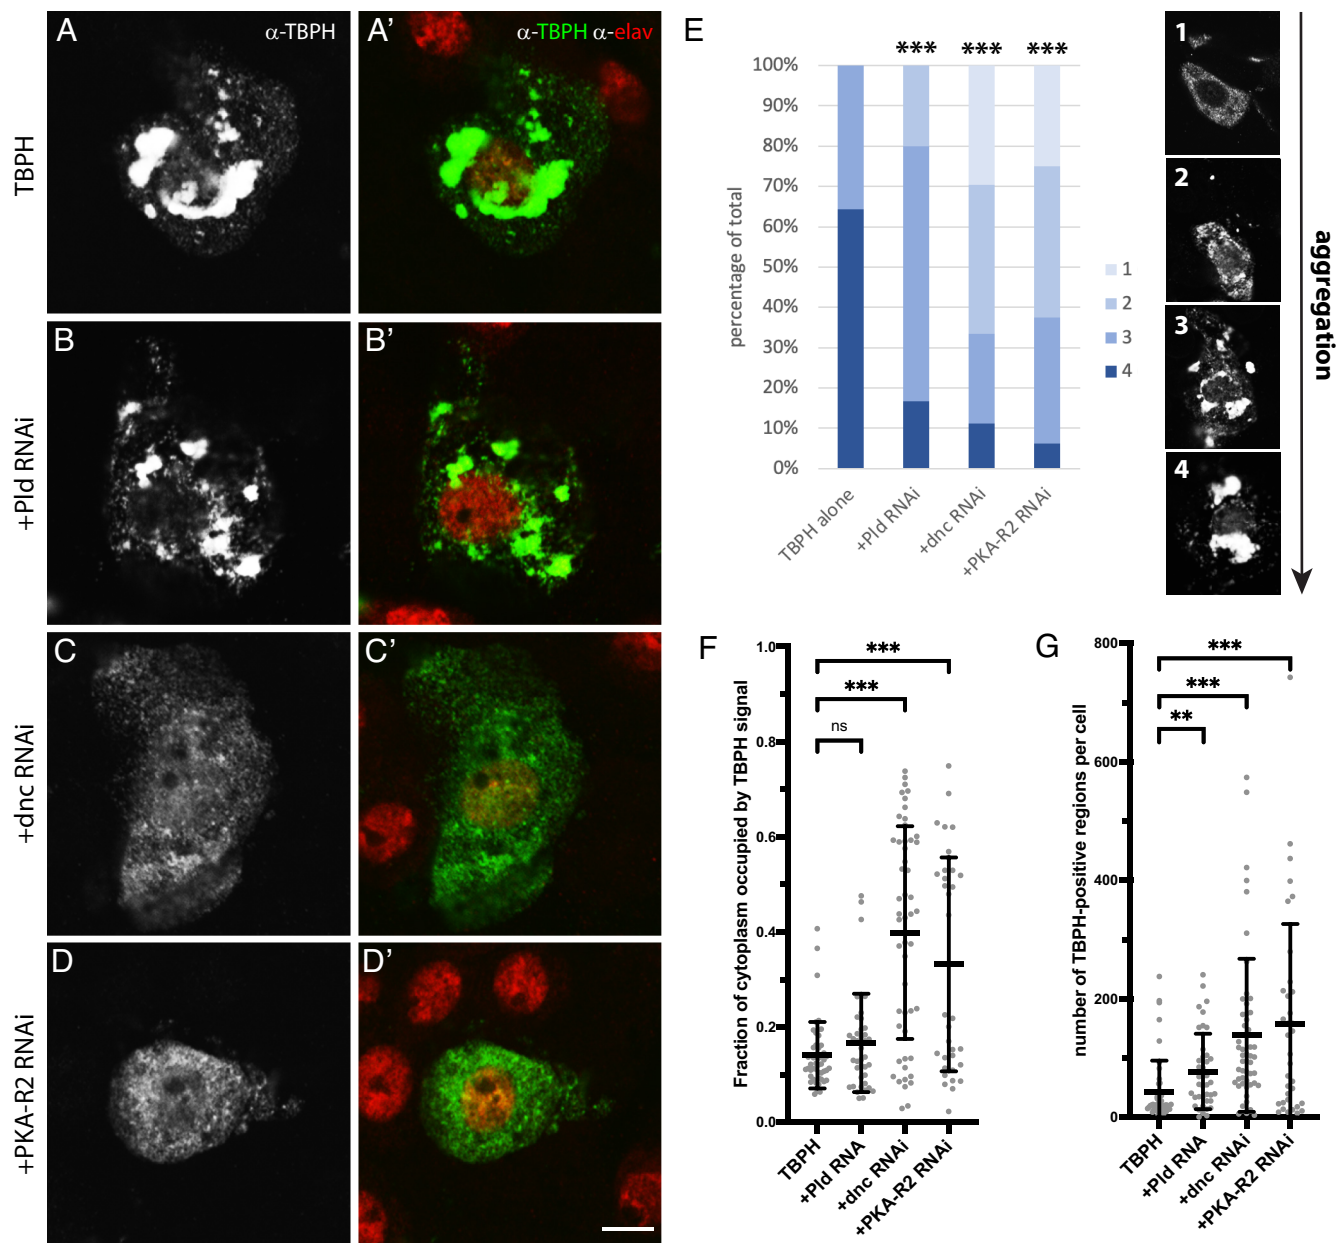 A
α-TBPH
A'
α-TBPH α-elav
TBPH
B
B'
+Pld RNAi
C
C'
+dnc RNAi
D
D'
+PKA-R2 RNAi
E
*** *** ***
100%
90%
80%
70%
60%
50%
40%
30%
20%
10%
0%
percentage of total
TBPH alone
+Pld RNAi
+dnc RNAi
+PKA-R2 RNAi
1
2
3
4
1
2
3
4
aggregation
F
1.0
0.8
0.6
0.4
0.2
0.0
Fraction of cytoplasm occupied by TBPH signal
***
***
ns
TBPH
+Pld RNA
+dnc RNAi
+PKA-R2 RNAi
G
800
600
400
200
0
number of TBPH-positive regions per cell
***
***
**
TBPH
+Pld RNA
+dnc RNAi
+PKA-R2 RNAi